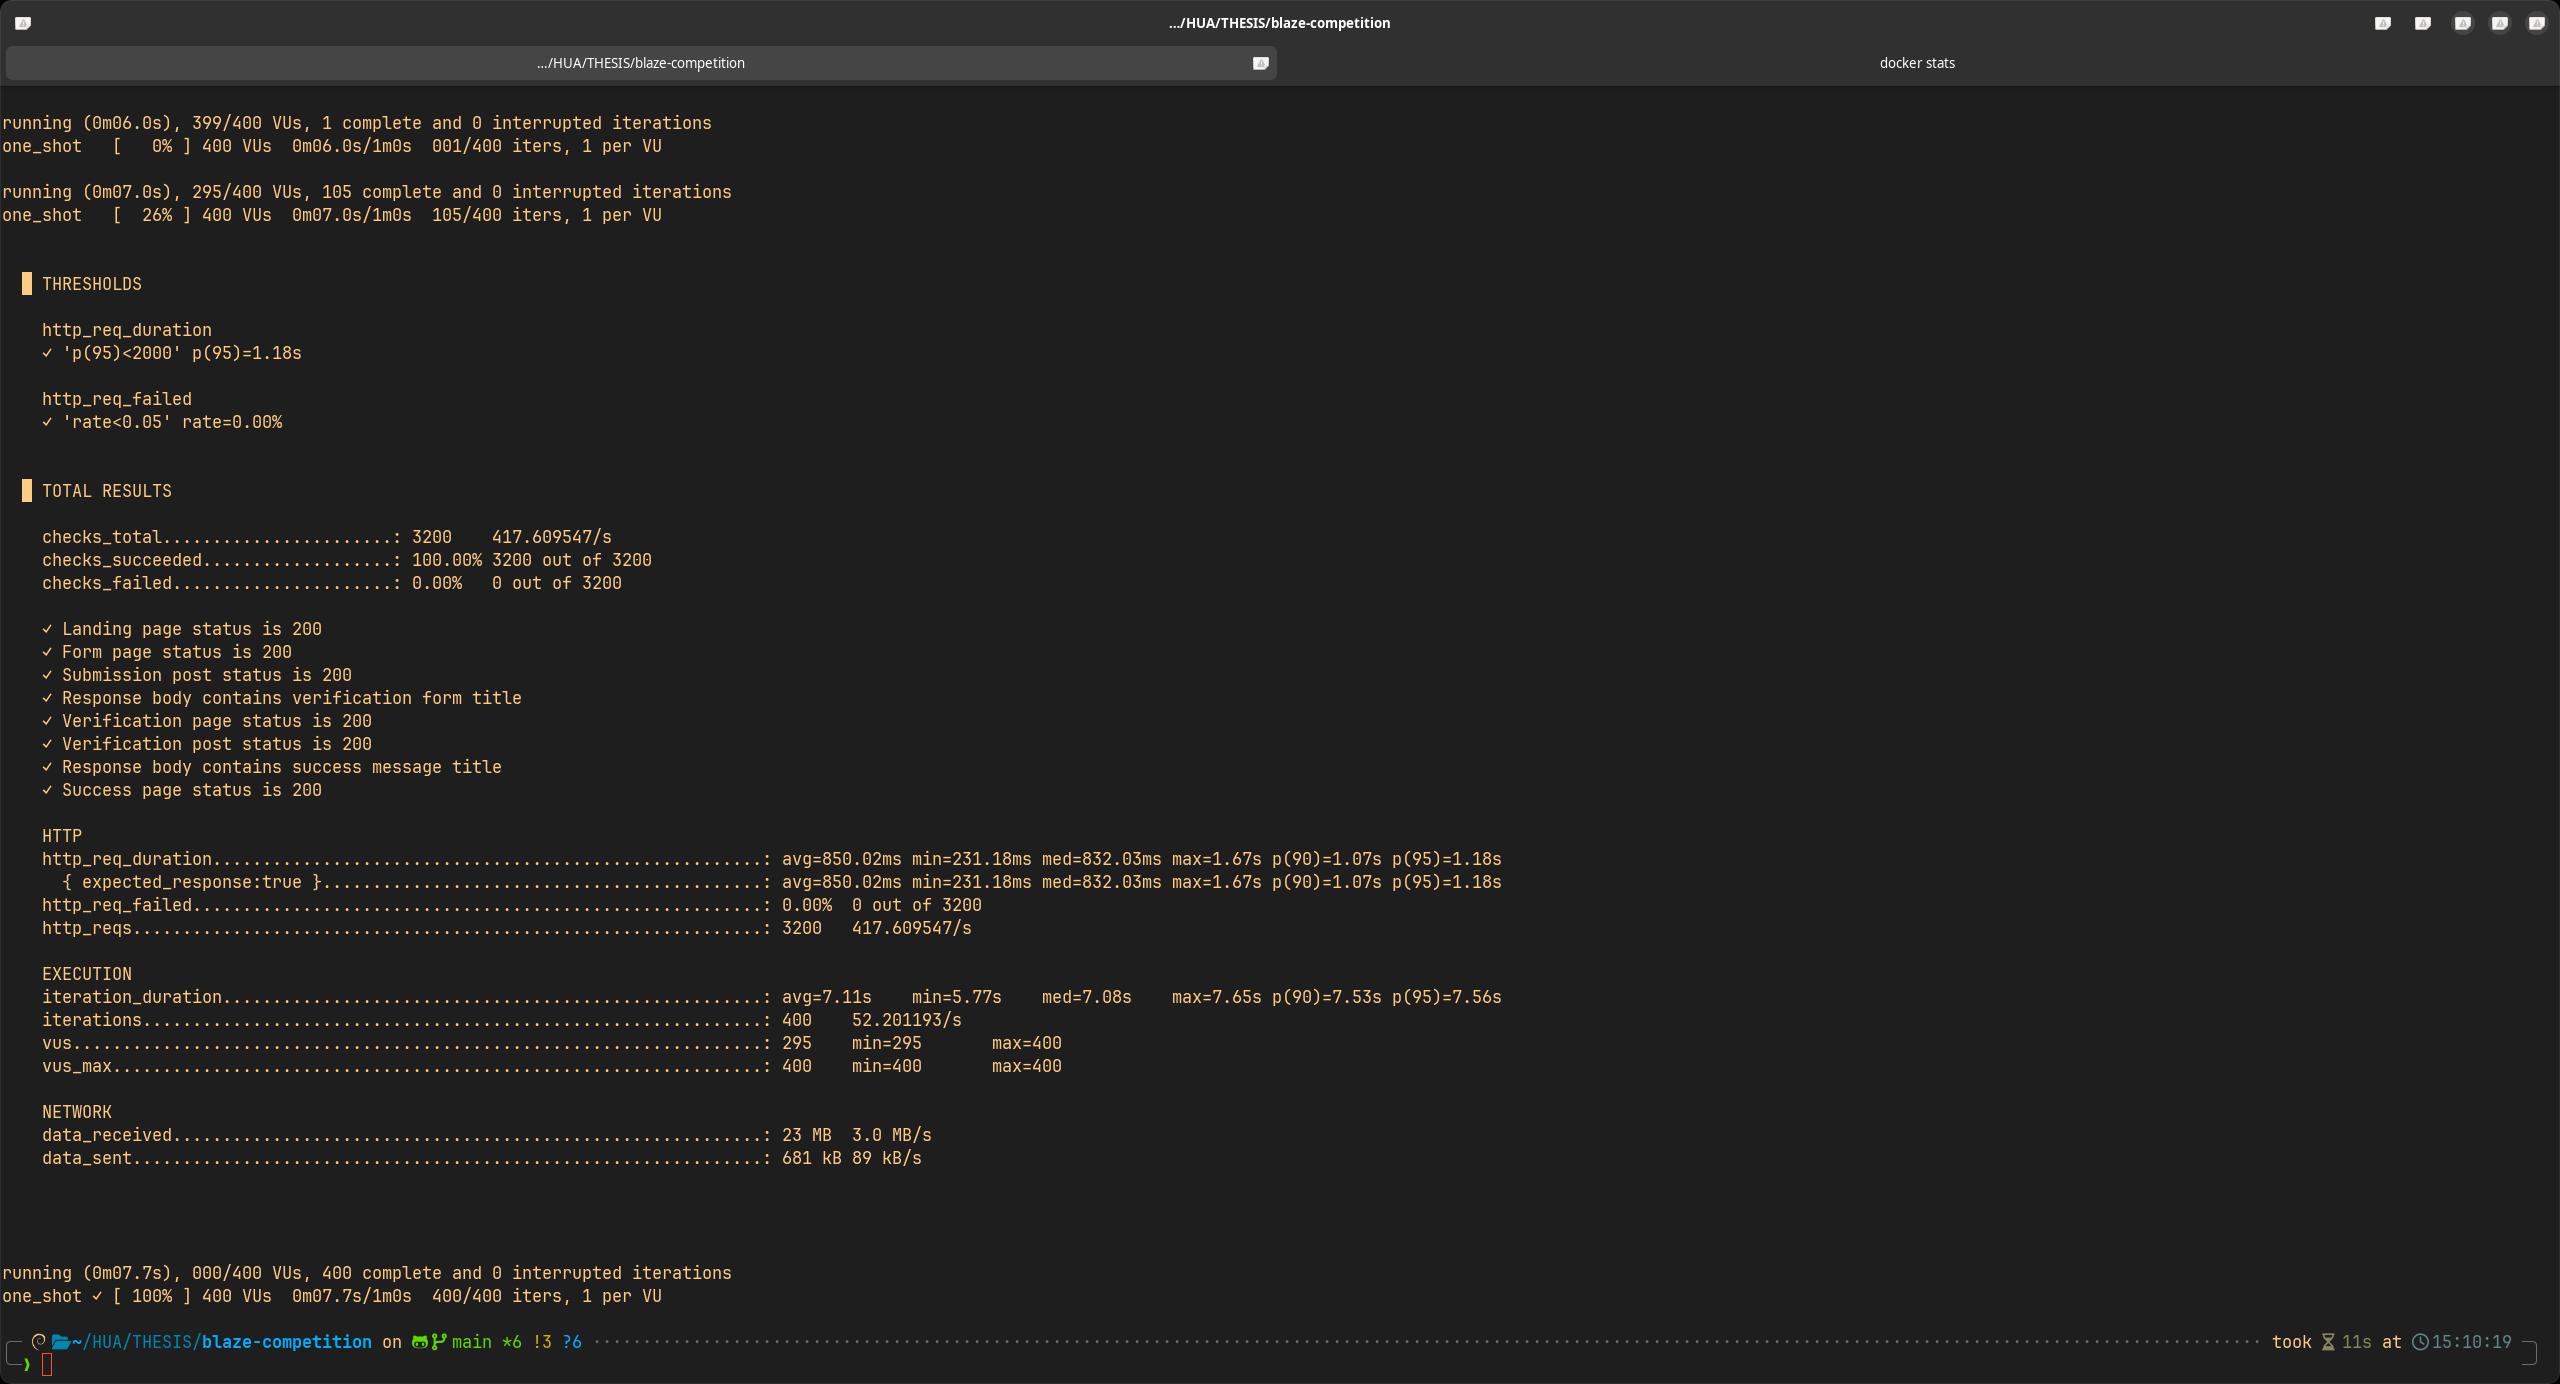 .../HUA/THESIS/blaze-competition
.../HUA/THESIS/blaze-competition
docker stats
running (0m06.0s), 399/400 VUs, 1 complete and 0 interrupted iterations
one_shot   [   0% ] 400 VUs  0m06.0s/1m0s  001/400 iters, 1 per VU
running (0m07.0s), 295/400 VUs, 105 complete and 0 interrupted iterations
one_shot   [  26% ] 400 VUs  0m07.0s/1m0s  105/400 iters, 1 per VU
█ THRESHOLDS
http_req_duration
✓ 'p(95)<2000' p(95)=1.18s
http_req_failed
✓ 'rate<0.05' rate=0.00%
█ TOTAL RESULTS
checks_total.......................: 3200    417.609547/s
checks_succeeded...................: 100.00% 3200 out of 3200
checks_failed......................: 0.00%   0 out of 3200
✓ Landing page status is 200
✓ Form page status is 200
✓ Submission post status is 200
✓ Response body contains verification form title
✓ Verification page status is 200
✓ Verification post status is 200
✓ Response body contains success message title
✓ Success page status is 200
HTTP
http_req_duration.......................................................: avg=850.02ms min=231.18ms med=832.03ms max=1.67s p(90)=1.07s p(95)=1.18s
{ expected_response:true }............................................: avg=850.02ms min=231.18ms med=832.03ms max=1.67s p(90)=1.07s p(95)=1.18s
http_req_failed.........................................................: 0.00%  0 out of 3200
http_reqs...............................................................: 3200   417.609547/s
EXECUTION
iteration_duration......................................................: avg=7.11s    min=5.77s    med=7.08s    max=7.65s p(90)=7.53s p(95)=7.56s
iterations..............................................................: 400    52.201193/s
vus.....................................................................: 295    min=295       max=400
vus_max.................................................................: 400    min=400       max=400
NETWORK
data_received...........................................................: 23 MB  3.0 MB/s
data_sent...............................................................: 681 kB 89 kB/s
running (0m07.7s), 000/400 VUs, 400 complete and 0 interrupted iterations
one_shot ✓ [ 100% ] 400 VUs  0m07.7s/1m0s  400/400 iters, 1 per VU
~/HUA/THESIS/blaze-competition on main *6 !3 ?6 took 11s at 15:10:19